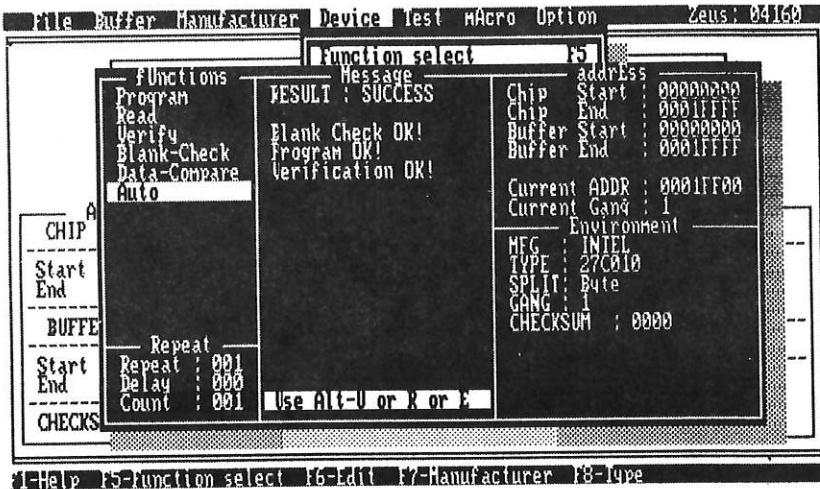 File Buffer Manufacturer Device Test mAcro Option Zeus: 04160
Function select F5
fUnctions
Program
Read
Verify
Blank-Check
Data-Compare
Auto
Repeat
Repeat : 001
Delay : 000
Count : 001
Message
RESULT : SUCCESS
Blank Check OK!
Program OK!
Verification OK!
Use Alt-U or R or E
addrEss
Chip Start : 00000000
Chip End : 0001FFFF
Buffer Start : 00000000
Buffer End : 0001FFFF
Current ADDR : 0001FF00
Current Gang : 1
Environment
MFG : INTEL
TYPE : 27C010
SPLIT: Byte
GANG : 1
CHECKSUM : 0000
A
CHIP
Start
End
BUFFE
Start
End
CHECKS
F1-Help F5-Function select F6-Edit F7-Manufacturer F8-Type